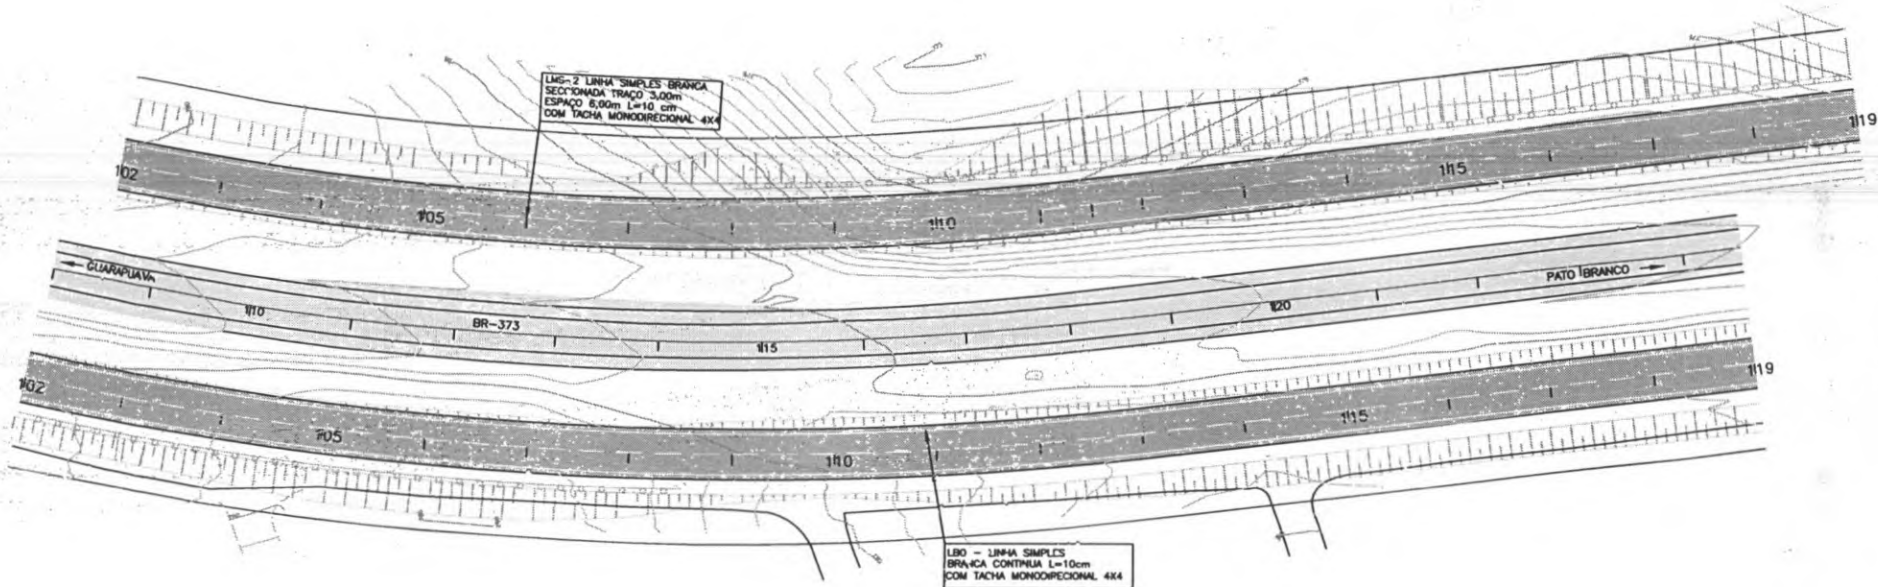 LMS-2 LINHA SIMPLES BRANCA
SECCIONADA TRAÇO 3,00m
ESPAÇO 6,00m L=10 cm
COM TACHA MONODIRECIONAL 4X4
102
105
110
115
119
GUARAPUAVA
110
BR-373
115
120
PATO BRANCO
102
105
110
115
119
LBO - LINHA SIMPLES
BRANCA CONTINUA L=10cm
COM TACHA MONODIRECIONAL 4X4